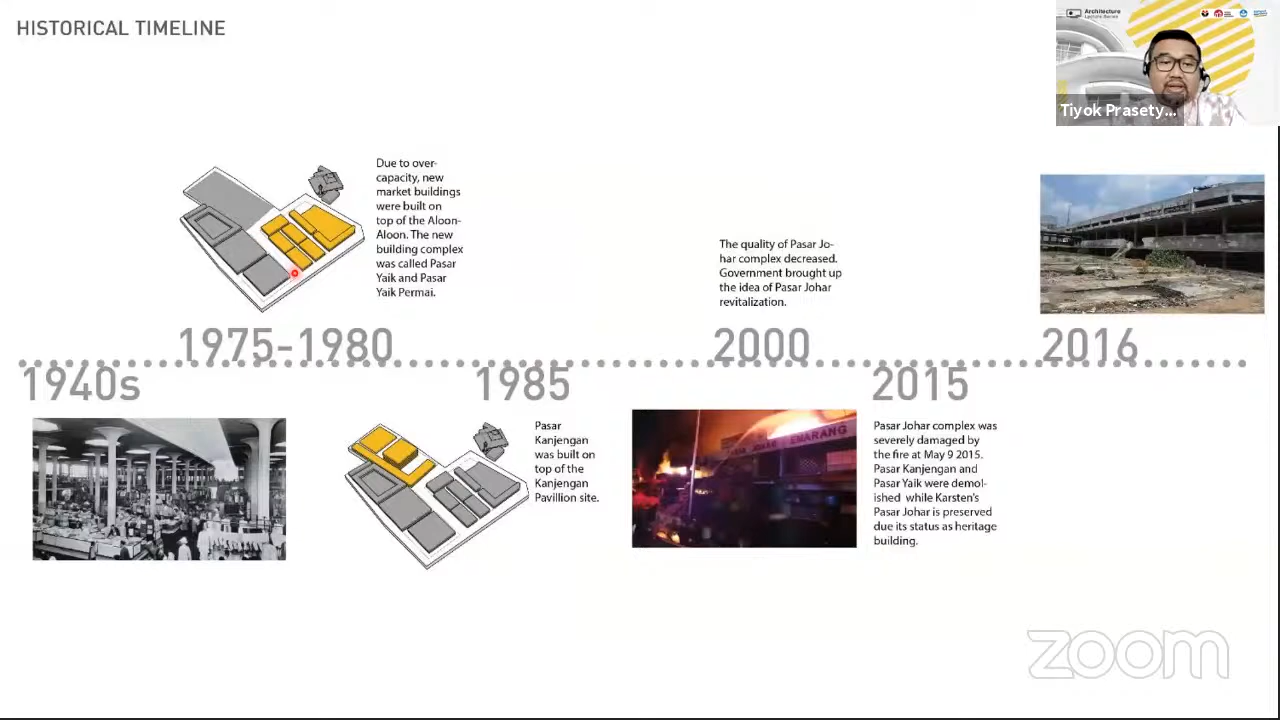 HISTORICAL TIMELINE
Architecture
Lecture Series
Tiyok Prasety...
Due to over-
capacity, new
market buildings
were built on
top of the Aloon-
Aloon. The new
building complex
was called Pasar
Yaik and Pasar
Yaik Permai.
The quality of Pasar Jo-
har complex decreased.
Government brought up
the idea of Pasar Johar
revitalization.
1975-1980
2000
2016
1940s
1985
2015
Pasar
Kanjengan
was built on
top of the
Kanjengan
Pavillion site.
Pasar Johar complex was
severely damaged by
the fire at May 9 2015.
Pasar Kanjengan and
Pasar Yaik were demol-
ished while Karsten's
Pasar Johar is preserved
due its status as heritage
building.
zoom